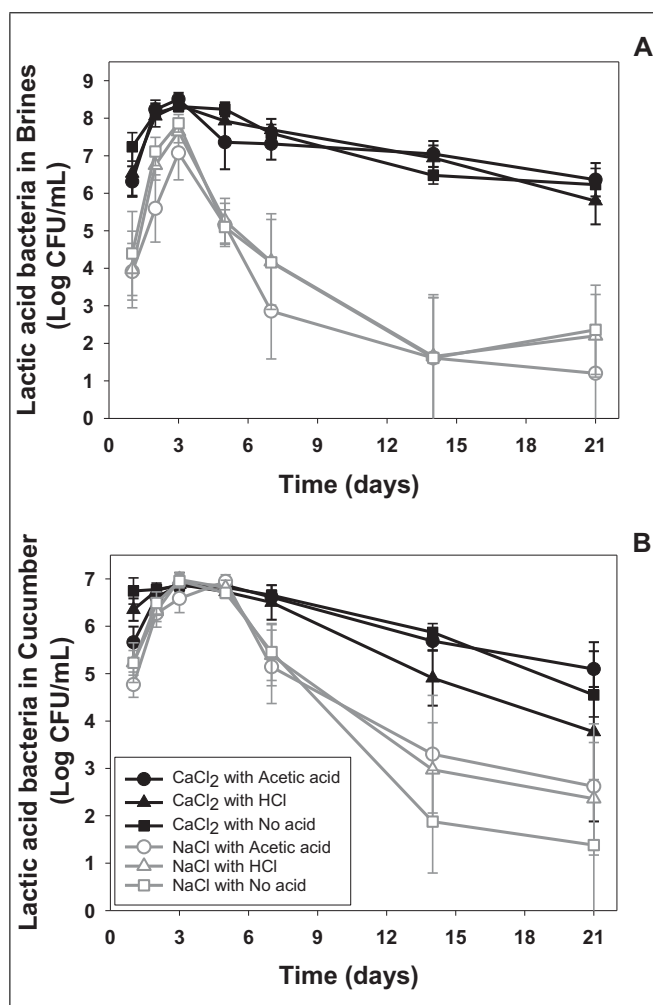 A
Lactic acid bacteria in Brines
(Log CFU/mL)
9
8
7
6
5
4
3
2
1
0
0 3 6 9 12 15 18 21
Time (days)
B
Lactic acid bacteria in Cucumber
(Log CFU/mL)
7
6
5
4
3
2
1
0
CaCl₂ with Acetic acid
CaCl₂ with HCl
CaCl₂ with No acid
NaCl with Acetic acid
NaCl with HCl
NaCl with No acid
0 3 6 9 12 15 18 21
Time (days)